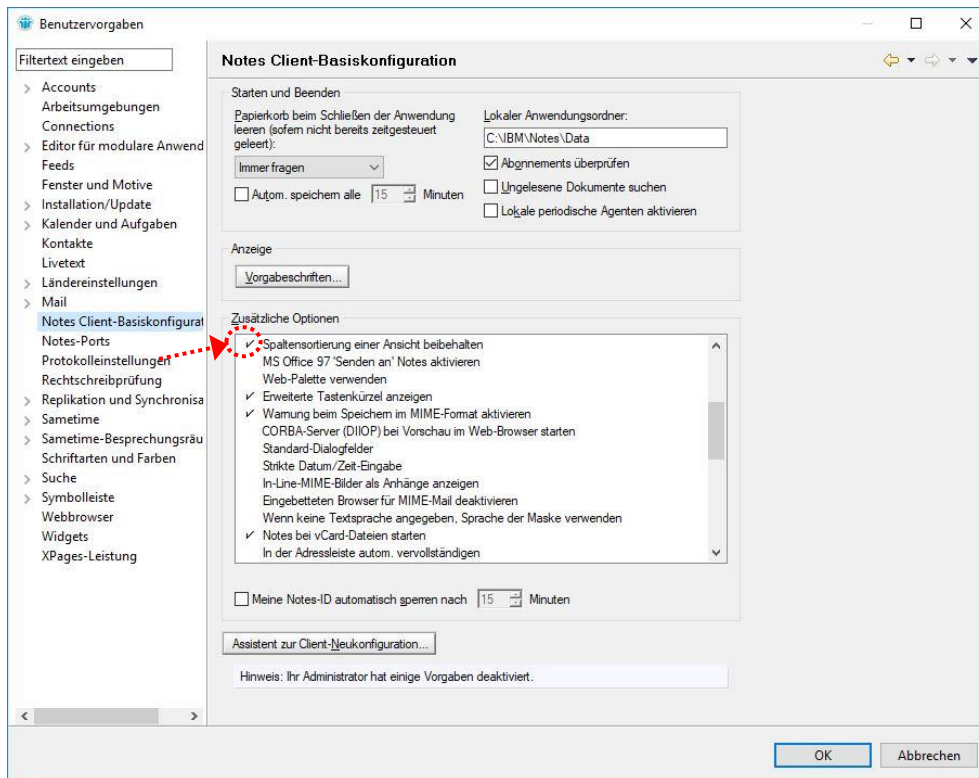 Benutzervorgaben
Filtertext eingeben
Accounts
Arbeitsumgebungen
Connections
Editor für modulare Anwend
Feeds
Fenster und Motive
Installation/Update
Kalender und Aufgaben
Kontakte
Livetext
Ländereinstellungen
Mail
Notes Client-Basiskonfigurat
Notes-Ports
Protokolleinstellungen
Rechtschreibprüfung
Replikation und Synchronisa
Sametime
Sametime-Besprechungsräu
Schriftarten und Farben
Suche
Symbolleiste
Webbrowser
Widgets
XPages-Leistung
Notes Client-Basiskonfiguration
Starten und Beenden
Papierkorb beim Schließen der Anwendung
leeren (sofern nicht bereits zeitgesteuert
geleert):
Immer fragen
Autom. speichern alle 15 Minuten
Lokaler Anwendungsordner:
C:\IBM\Notes\Data
Abonnements überprüfen
Ungelesene Dokumente suchen
Lokale periodische Agenten aktivieren
Anzeige
Vorgabeschriften...
Zusätzliche Optionen
Spaltensortierung einer Ansicht beibehalten
MS Office 97 'Senden an' Notes aktivieren
Web-Palette verwenden
Erweiterte Tastenkürzel anzeigen
Warnung beim Speichern im MIME-Format aktivieren
CORBA-Server (DIIOP) bei Vorschau im Web-Browser starten
Standard-Dialogfelder
Strikte Datum/Zeit-Eingabe
In-Line-MIME-Bilder als Anhänge anzeigen
Eingebetteten Browser für MIME-Mail deaktivieren
Wenn keine Textsprache angegeben, Sprache der Maske verwenden
Notes bei vCard-Dateien starten
In der Adressleiste autom. vervollständigen
Meine Notes-ID automatisch sperren nach 15 Minuten
Assistent zur Client-Neukonfiguration...
Hinweis: Ihr Administrator hat einige Vorgaben deaktiviert.
OK
Abbrechen